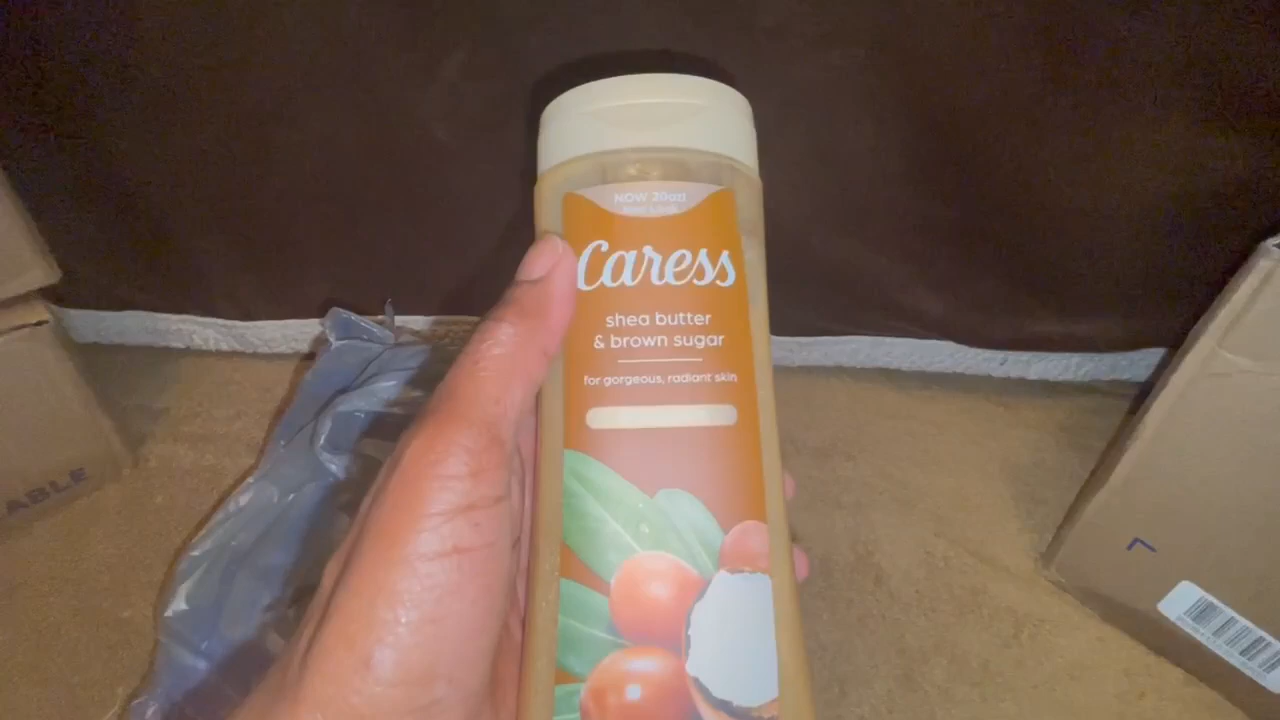 NOW 20oz!
Caress
shea butter
& brown sugar
for gorgeous, radiant skin
ABLE